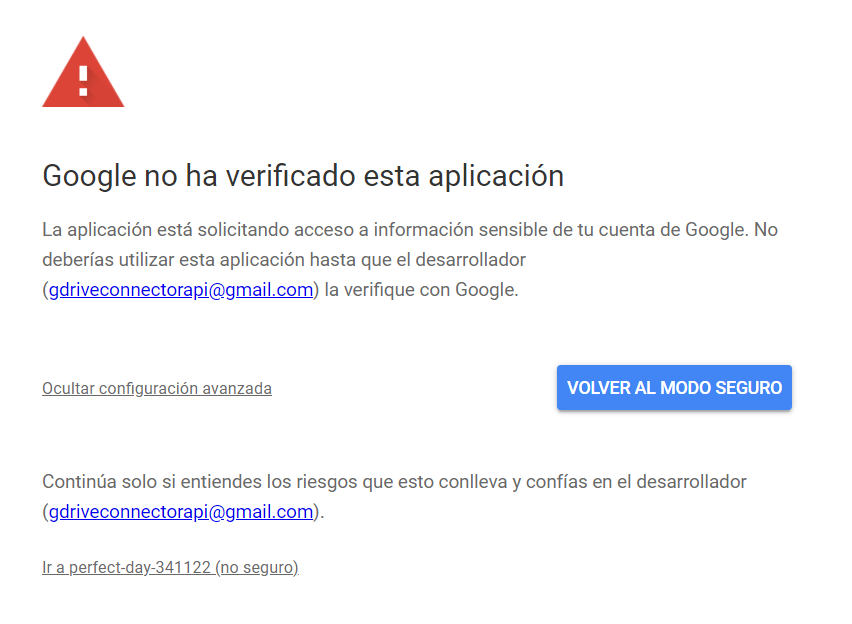 Google no ha verificado esta aplicación
La aplicación está solicitando acceso a información sensible de tu cuenta de Google. No
deberías utilizar esta aplicación hasta que el desarrollador
(gdriveconnectorapi@gmail.com) la verifique con Google.
Ocultar configuración avanzada
VOLVER AL MODO SEGURO
Continúa solo si entiendes los riesgos que esto conlleva y confías en el desarrollador
(gdriveconnectorapi@gmail.com).
Ir a perfect-day-341122 (no seguro)